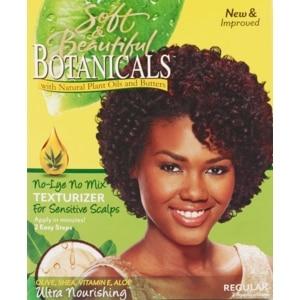 Soft
&
Beautiful
BOTANICALS
with Natural Plant Oils and Butters
New &
Improved
No-Lye No Mix
TEXTURIZER
For Sensitive Scalps
Apply in minutes!
2 Easy Steps
OLIVE, SHEA, VITAMIN E, ALOE
Ultra Nourishing
REGULAR